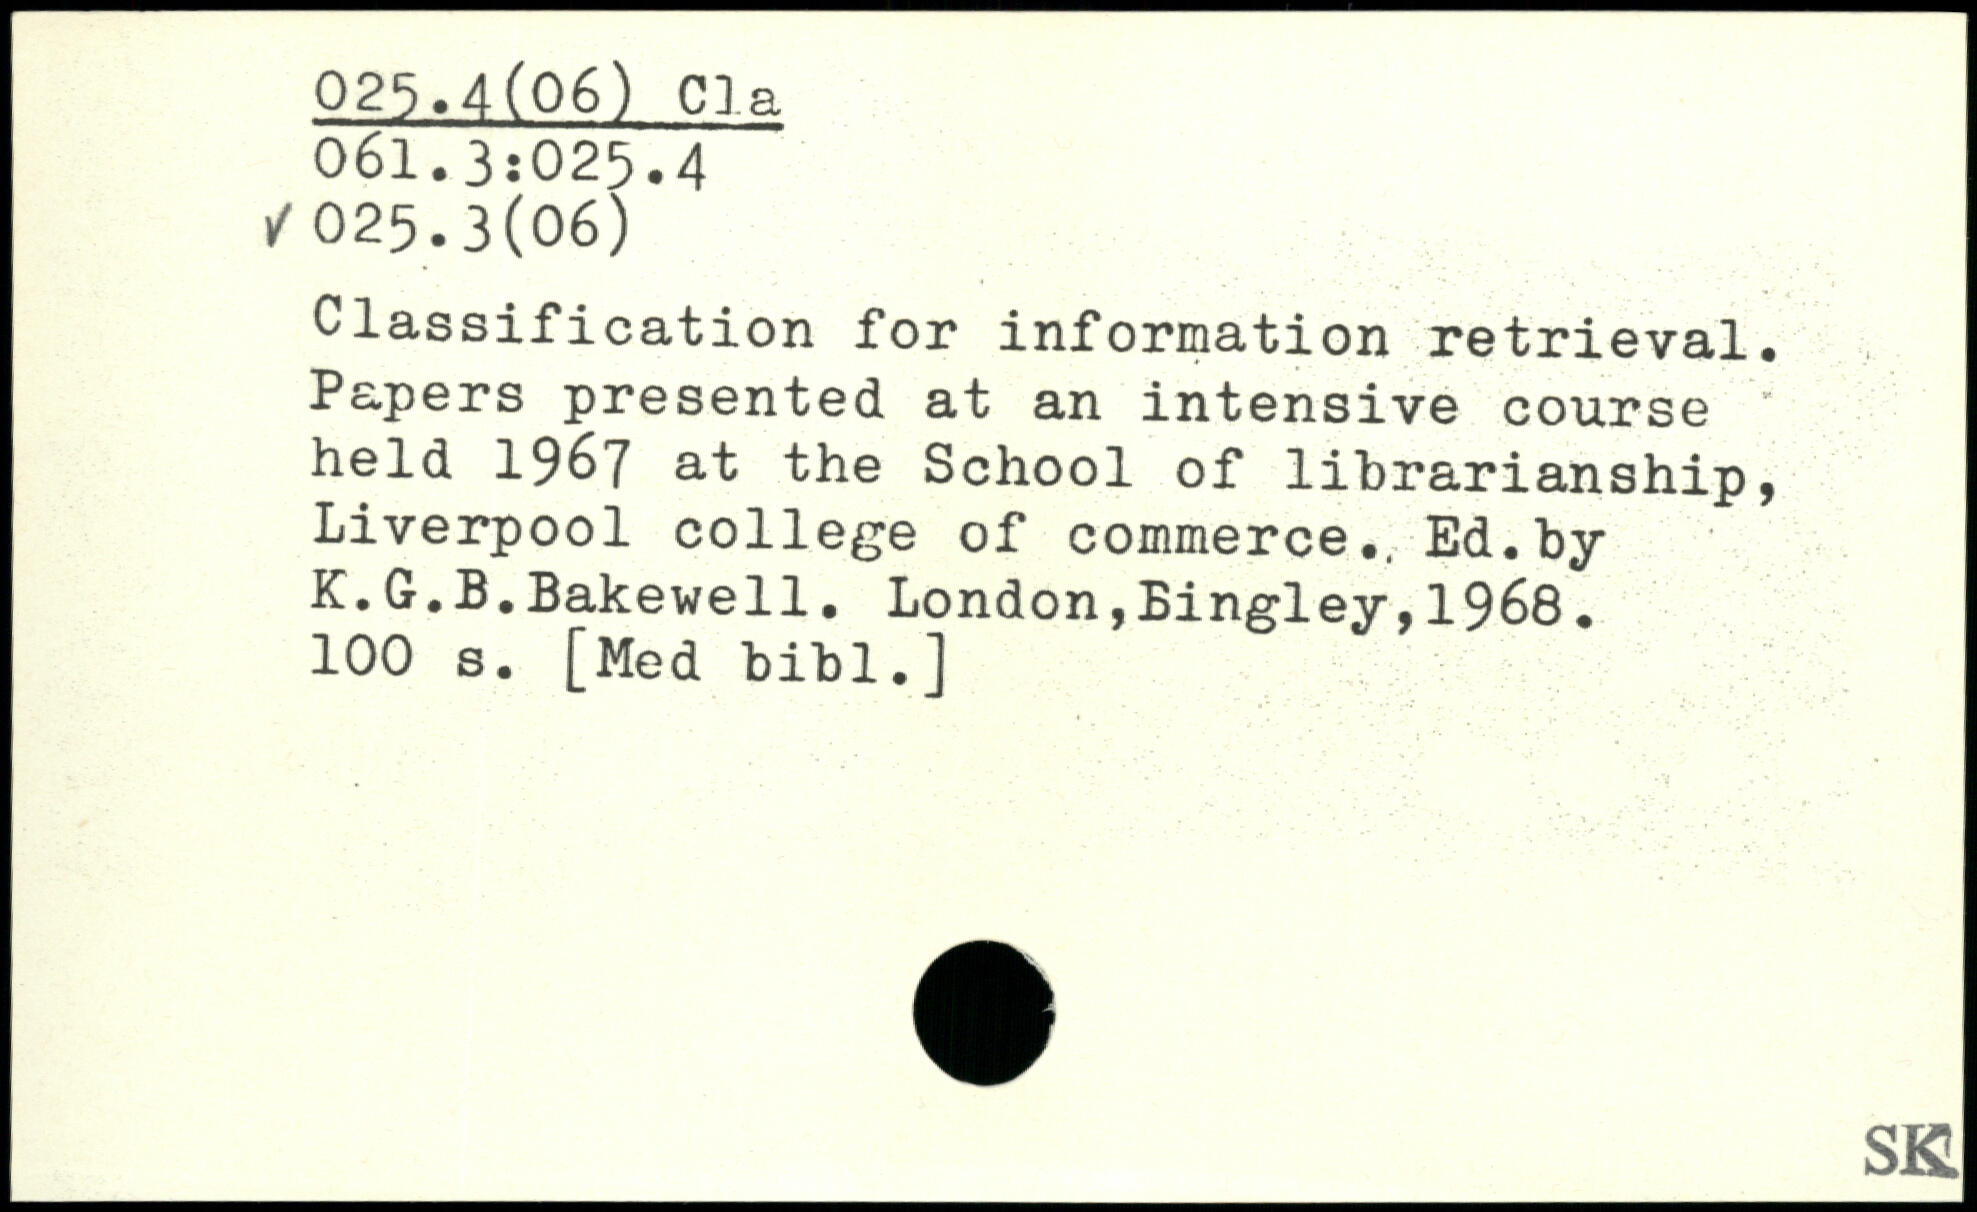 025.4(06) Cla
061.3:025.4
✓ 025.3(06)
Classification for information retrieval.
Papers presented at an intensive course
held 1967 at the School of librarianship,
Liverpool college of commerce. Ed.by
K.G.B.Bakewell. London,Bingley,1968.
100 s. [Med bibl.]
SK